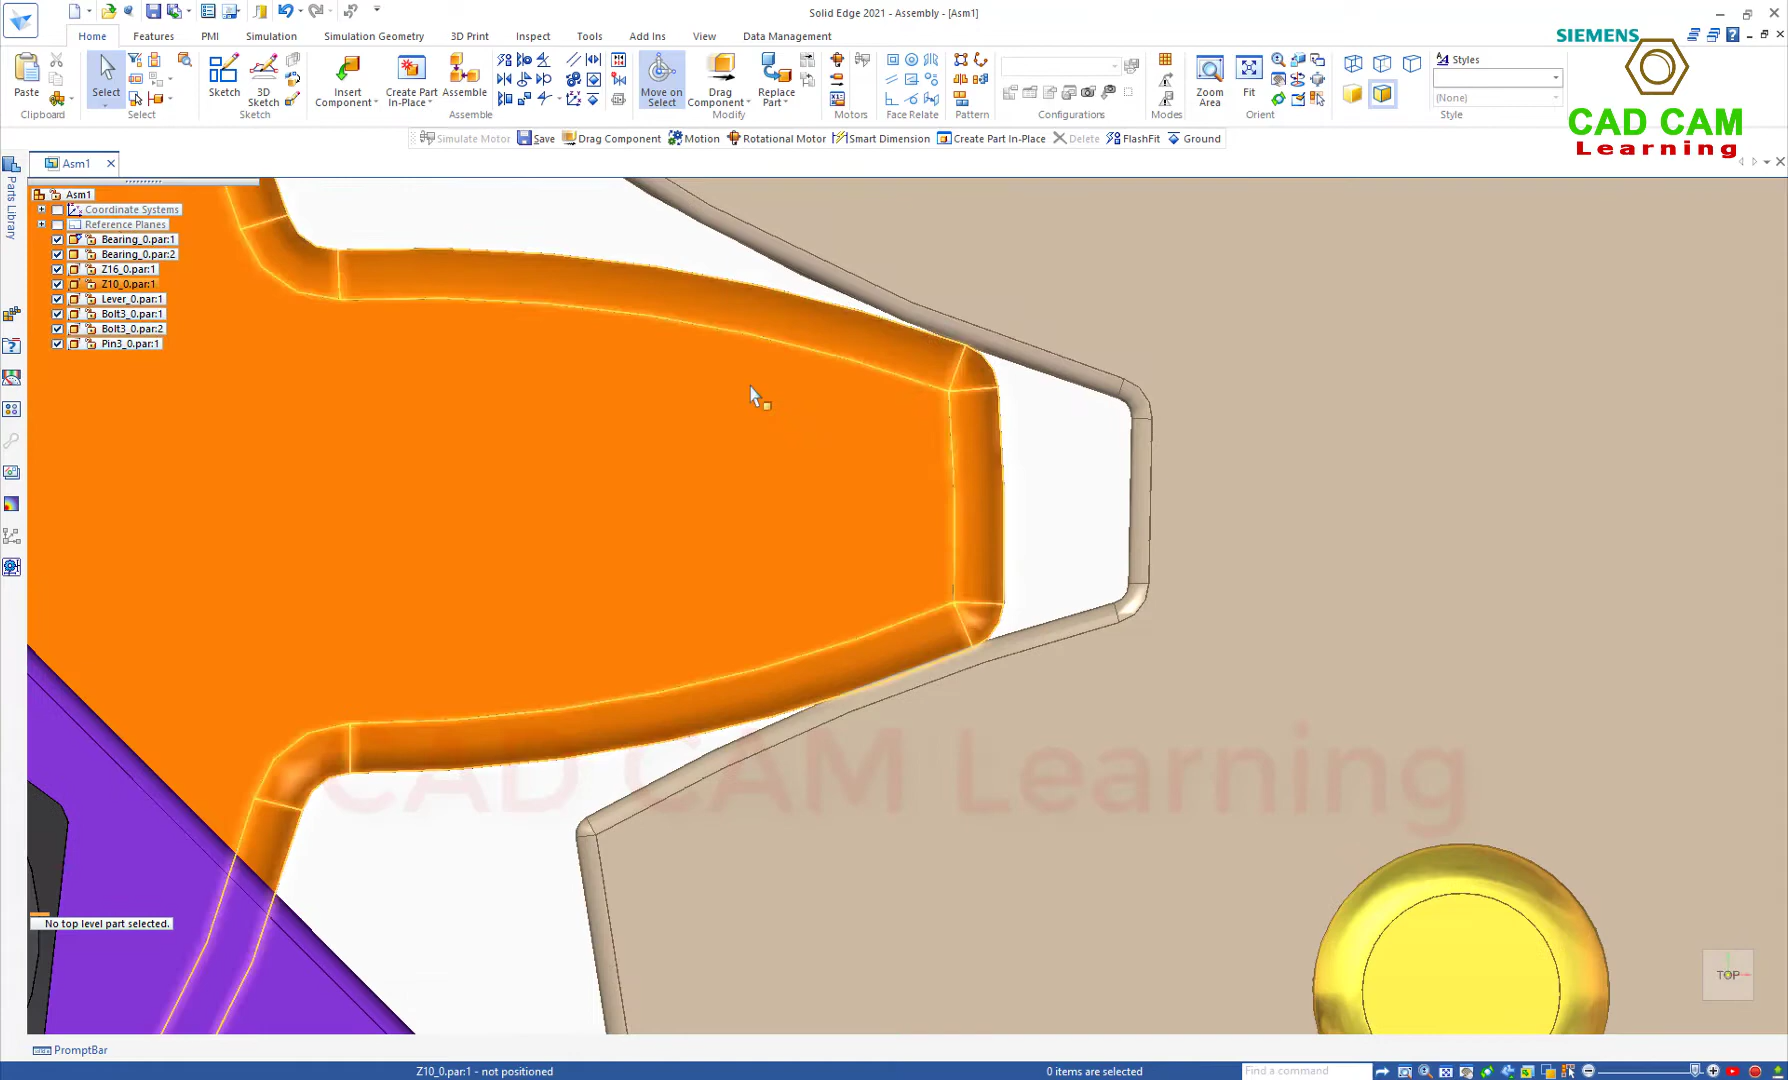 Solid Edge 2021 - Assembly - [Asm1]
Home Features PMI Simulation Simulation Geometry 3D Print Inspect Tools Add Ins View Data Management
SIEMENS
Paste
Select
Sketch
3D Sketch
Insert Component
Create Part In-Place
Assemble
Move on Select
Drag Component
Replace Part
Zoom Area
Fit
Styles
(None)
Clipboard Select Sketch Assemble Modify Motors Face Relate Pattern Configurations Modes Orient Style
CAD CAM
Learning
Simulate Motor Save Drag Component Motion Rotational Motor Smart Dimension Create Part In-Place Delete FlashFit Ground
Asm1
Parts Library
Asm1
Coordinate Systems
Reference Planes
Bearing_0.par:1
Bearing_0.par:2
Z16_0.par:1
Z10_0.par:1
Lever_0.par:1
Bolt3_0.par:1
Bolt3_0.par:2
Pin3_0.par:1
CAD CAM Learning
No top level part selected.
TOP
PromptBar
Z10_0.par:1 - not positioned
0 items are selected
Find a command